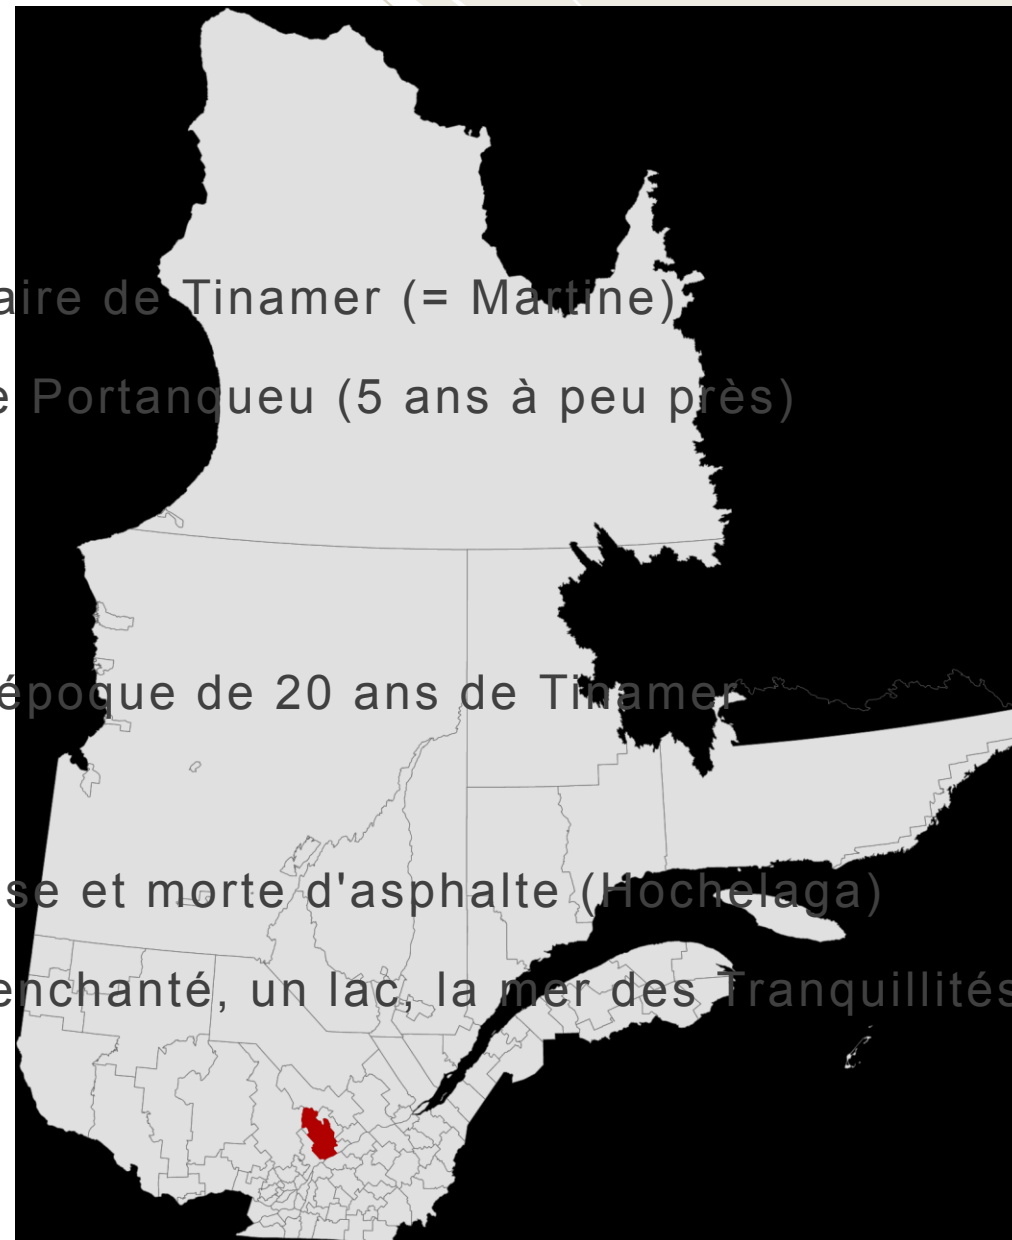 aire de Tinamer (= Martine)
e Portanqueu (5 ans à peu près)
époque de 20 ans de Tinamer
se et morte d'asphalte (Hochelaga)
enchanté, un lac, la mer des Tranquillités